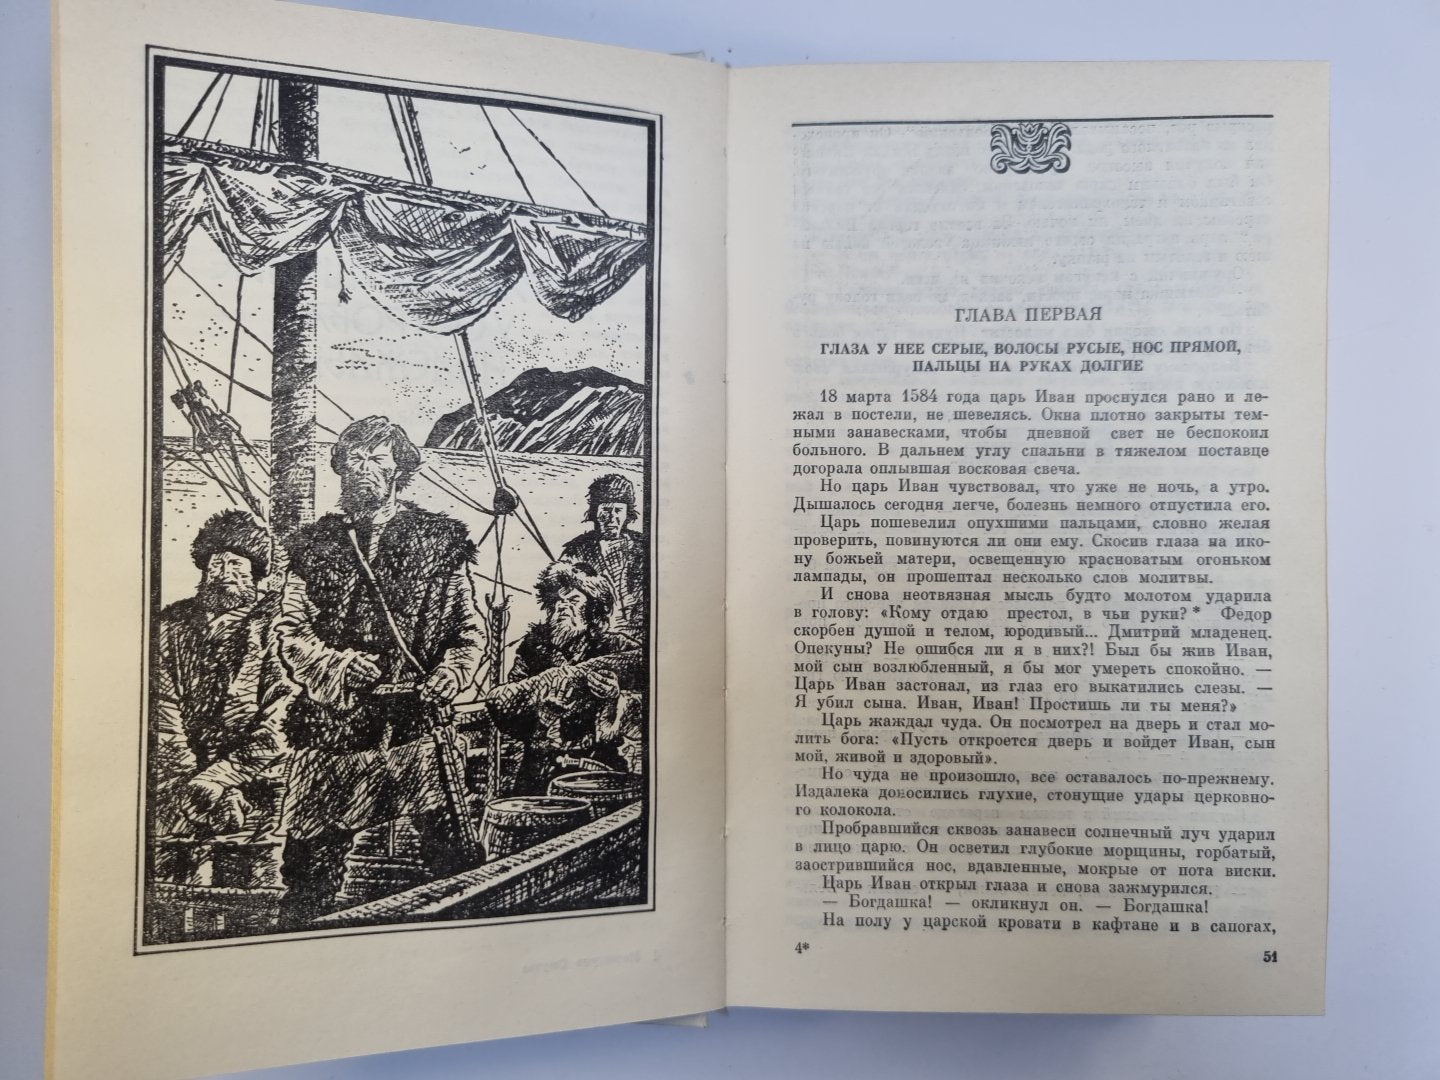 ГЛАВА ПЕРВАЯ
ГЛАЗА У НЕЕ СЕРЫЕ, ВОЛОСЫ РУСЫЕ, НОС ПРЯМОЙ,
ПАЛЬЦЫ НА РУКАХ ДОЛГИЕ
18 марта 1584 года царь Иван проснулся рано и ле-
жал в постели, не шевелясь. Окна плотно закрыты тем-
ными занавесками, чтобы дневной свет не беспокоил
больного. В дальнем углу спальни в тяжелом поставце
догорала оплывшая восковая свеча.
Но царь Иван чувствовал, что уже не ночь, а утро.
Дышалось сегодня легче, болезнь немного отпустила его.
Царь пошевелил опухшими пальцами, словно желая
проверить, повинуются ли они ему. Скосив глаза на ико-
ну божьей матери, освещенную красноватым огоньком
лампады, он прошептал несколько слов молитвы.
И снова неотвязная мысль будто молотом ударила
в голову: «Кому отдаю престол, в чьи руки?* Федор
скорбен душой и телом, юродивый... Дмитрий младенец.
Опекуны? Не ошибся ли я в них?! Был бы жив Иван,
мой сын возлюбленный, я бы мог умереть спокойно. —
Царь Иван застонал, из глаз его выкатились слезы. —
Я убил сына. Иван, Иван! Простишь ли ты меня?»
Царь жаждал чуда. Он посмотрел на дверь и стал мо-
лить бога: «Пусть откроется дверь и войдет Иван, сын
мой, живой и здоровый».
Но чуда не произошло, все оставалось по-прежнему.
Издалека доносились глухие, стонущие удары церковно-
го колокола.
Пробравшийся сквозь занавеси солнечный луч ударил
в лицо царю. Он осветил глубокие морщины, горбатый,
заострившийся нос, вдавленные, мокрые от пота виски.
Царь Иван открыл глаза и снова зажмурился.
— Богдашка! — окликнул он. — Богдашка!
На полу у царской кровати в кафтане и в сапогах,
4*
51